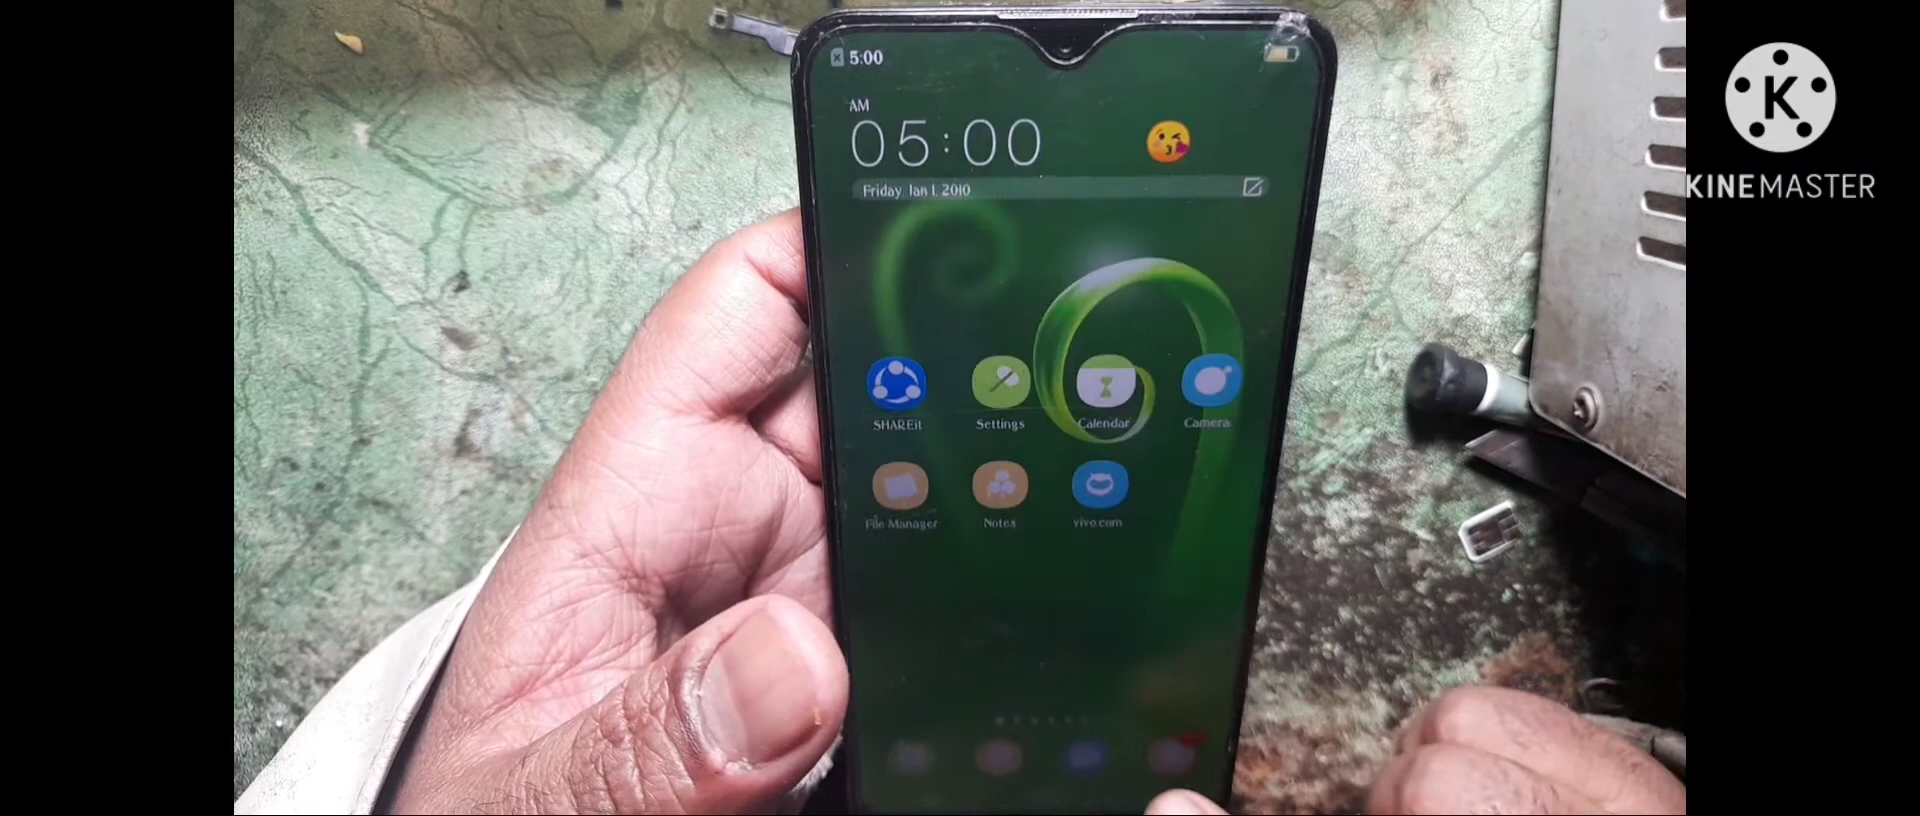 5:00
AM
05:00
Friday, Jan 1, 2010
SHAREit
Settings
Calendar
Camera
File Manager
Notes
vivo.com
K
KINEMASTER